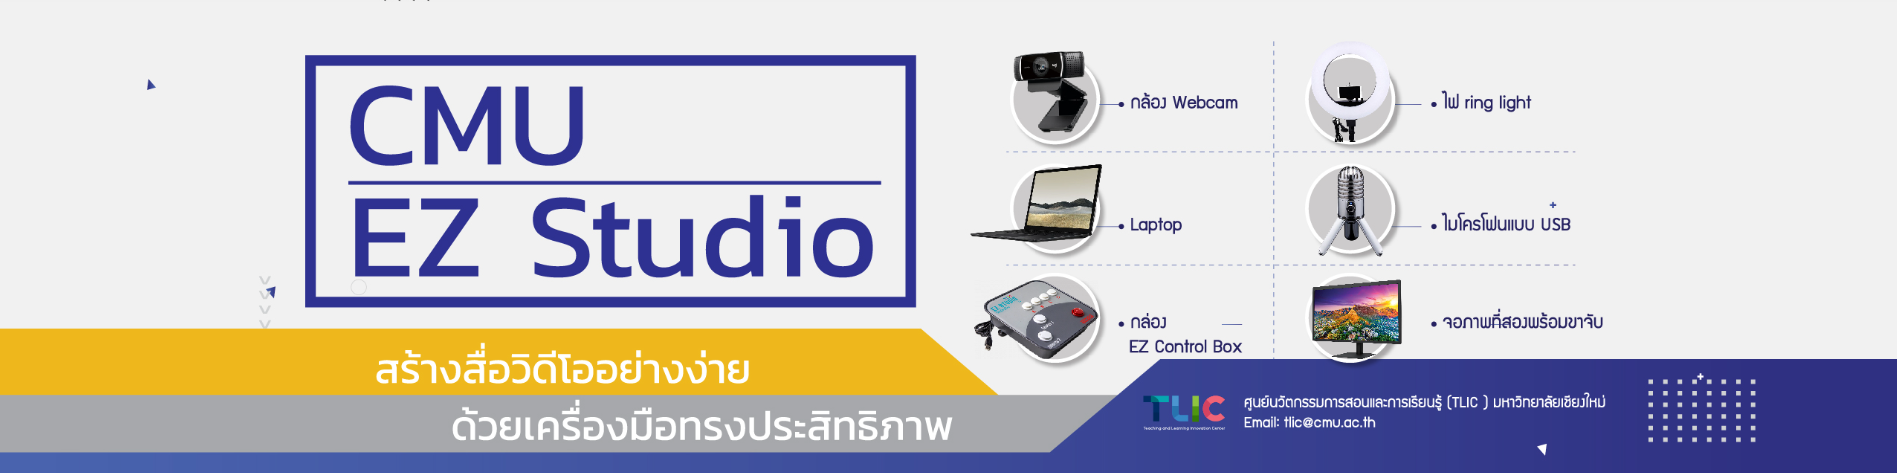 CMU
EZ Studio
สร้างสื่อวิดีโออย่างง่าย
ด้วยเครื่องมือทรงประสิทธิภาพ
กล้อง Webcam
ไฟ ring light
Laptop
ไมโครโฟนแบบ USB
กล่อง
EZ Control Box
จอภาพที่สองพร้อมขาจับ
TLIC
Teaching and Learning Innovation Center
ศูนย์นวัตกรรมการสอนและการเรียนรู้ (TLIC ) มหาวิทยาลัยเชียงใหม่
Email: tlic@cmu.ac.th